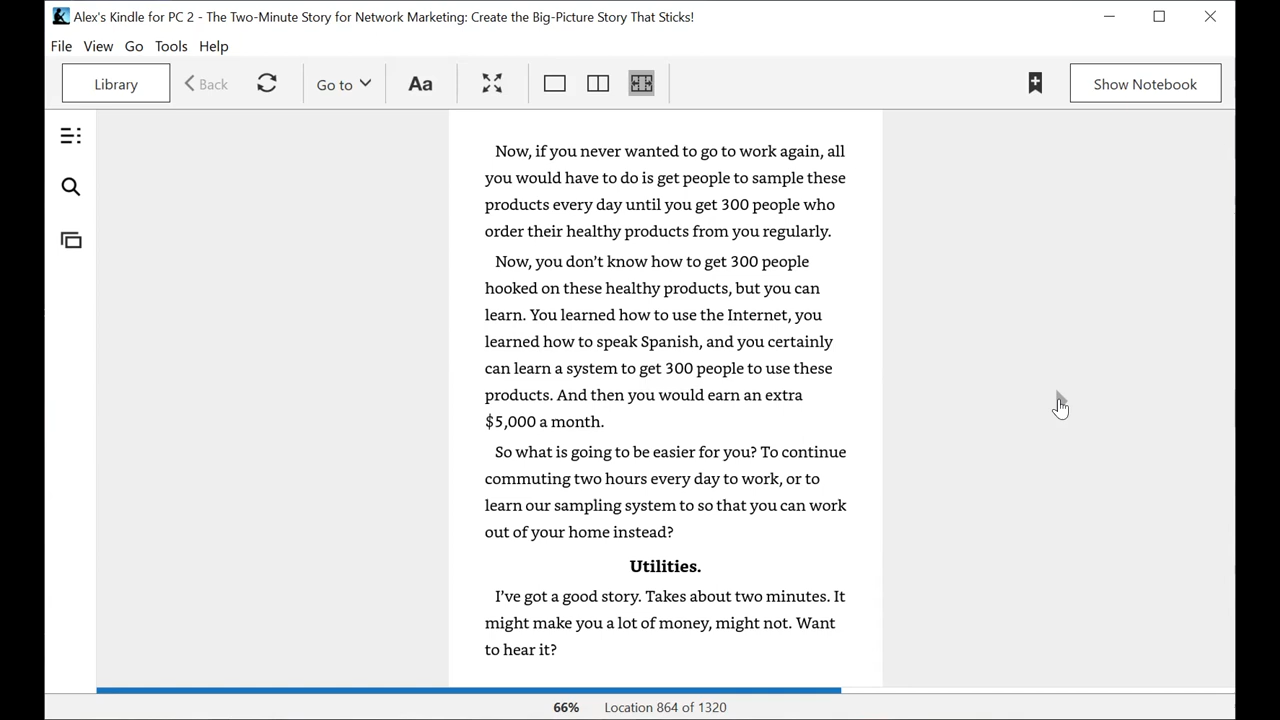 Alex's Kindle for PC 2 - The Two-Minute Story for Network Marketing: Create the Big-Picture Story That Sticks!
File View Go Tools Help
Library Back Go to Aa Show Notebook
Now, if you never wanted to go to work again, all
you would have to do is get people to sample these
products every day until you get 300 people who
order their healthy products from you regularly.
Now, you don't know how to get 300 people
hooked on these healthy products, but you can
learn. You learned how to use the Internet, you
learned how to speak Spanish, and you certainly
can learn a system to get 300 people to use these
products. And then you would earn an extra
$5,000 a month.
So what is going to be easier for you? To continue
commuting two hours every day to work, or to
learn our sampling system to so that you can work
out of your home instead?
Utilities.
I've got a good story. Takes about two minutes. It
might make you a lot of money, might not. Want
to hear it?
66% Location 864 of 1320